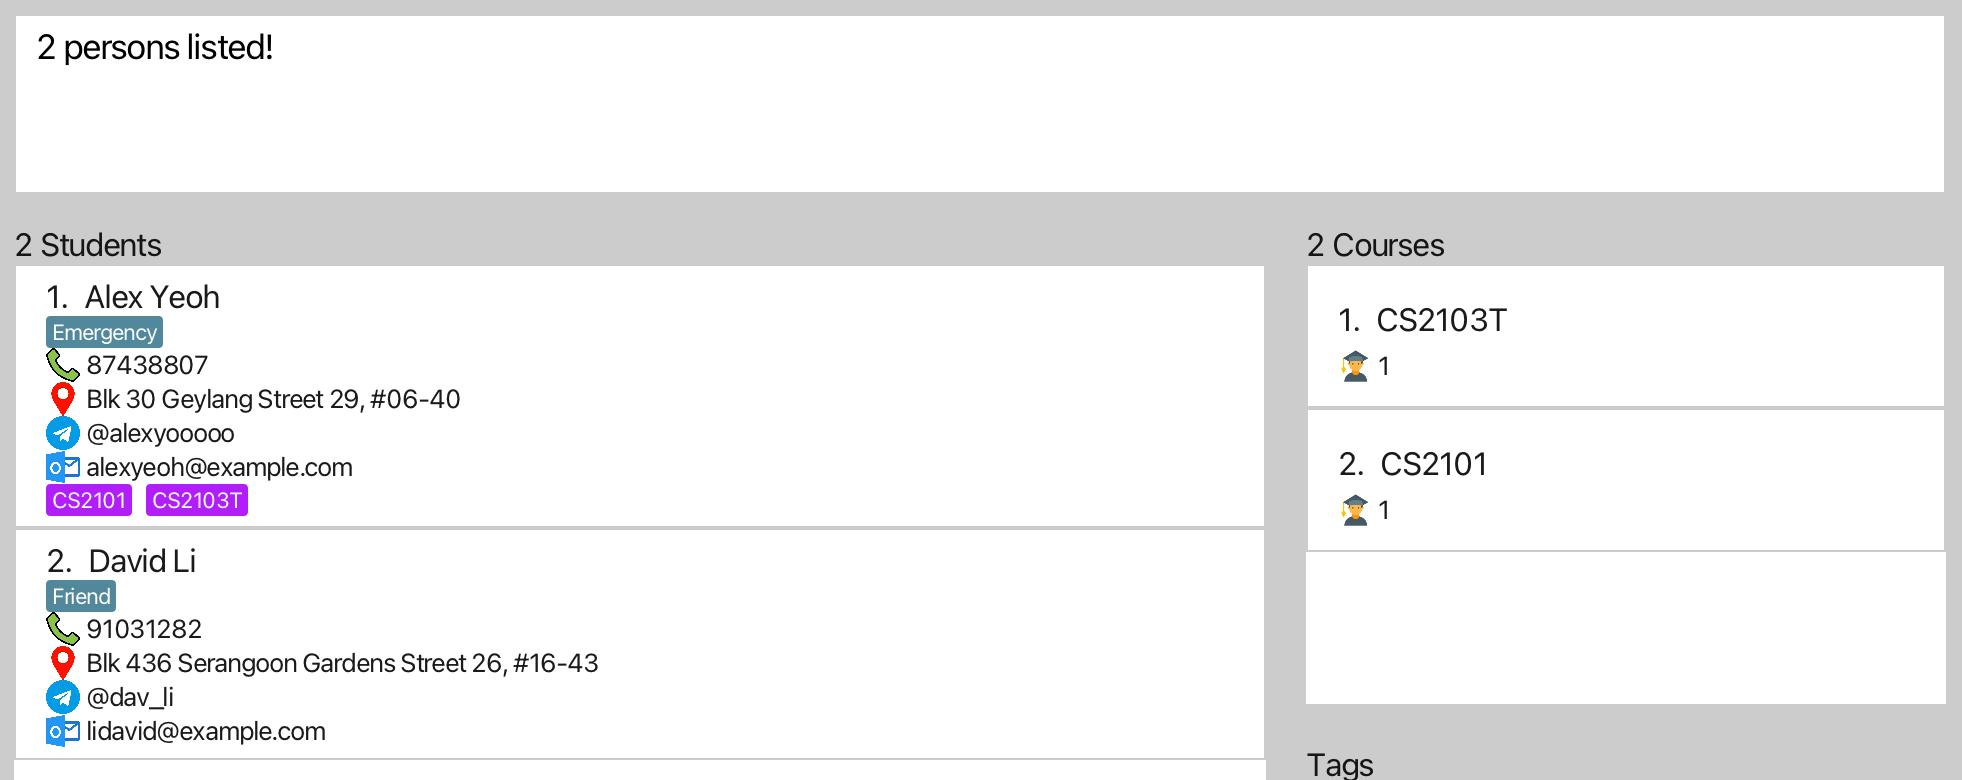 2 persons listed!
2 Students
1. Alex Yeoh
Emergency
87438807
Blk 30 Geylang Street 29, #06-40
@alexyooooo
alexyeoh@example.com
CS2101 CS2103T
2. David Li
Friend
91031282
Blk 436 Serangoon Gardens Street 26, #16-43
@dav_li
lidavid@example.com
2 Courses
1. CS2103T
1
2. CS2101
1
Tags